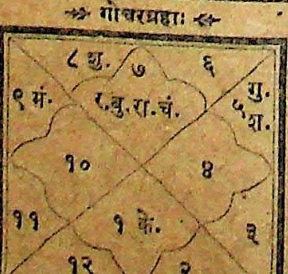 गोचरग्रहाः
८ शु. ७ ६
९ मं. र.बु.रा.चं. गु.
५
श.
१० ४
११ १ के. ३
१२ २